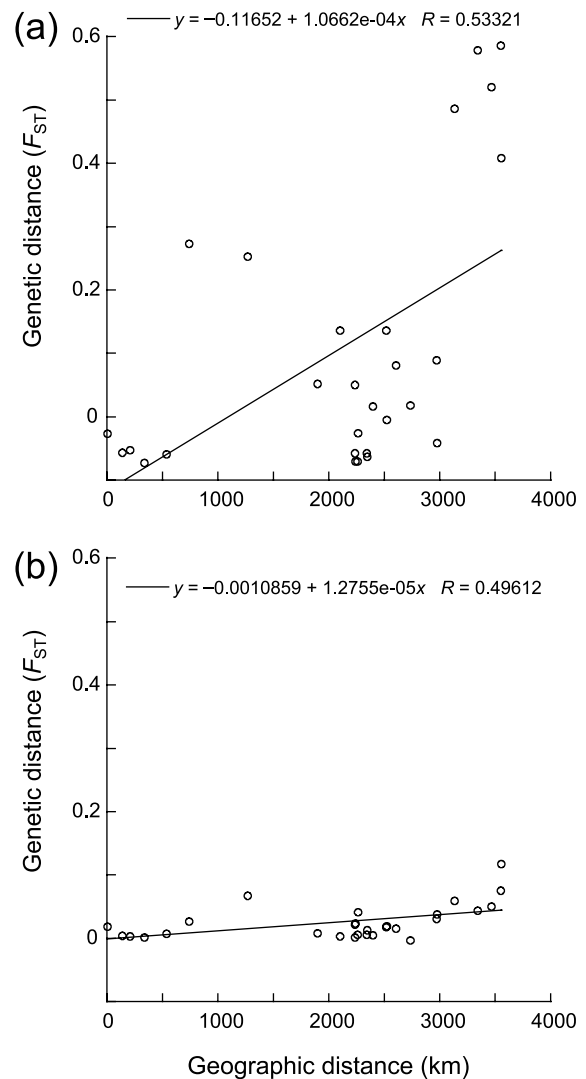 (a)
y = −0.11652 + 1.0662e-04x R = 0.53321
0.6
0.4
0.2
0
Genetic distance (FST)
0 1000 2000 3000 4000
(b)
0.6
y = −0.0010859 + 1.2755e-05x R = 0.49612
0.4
0.2
0
Genetic distance (FST)
0 1000 2000 3000 4000
Geographic distance (km)